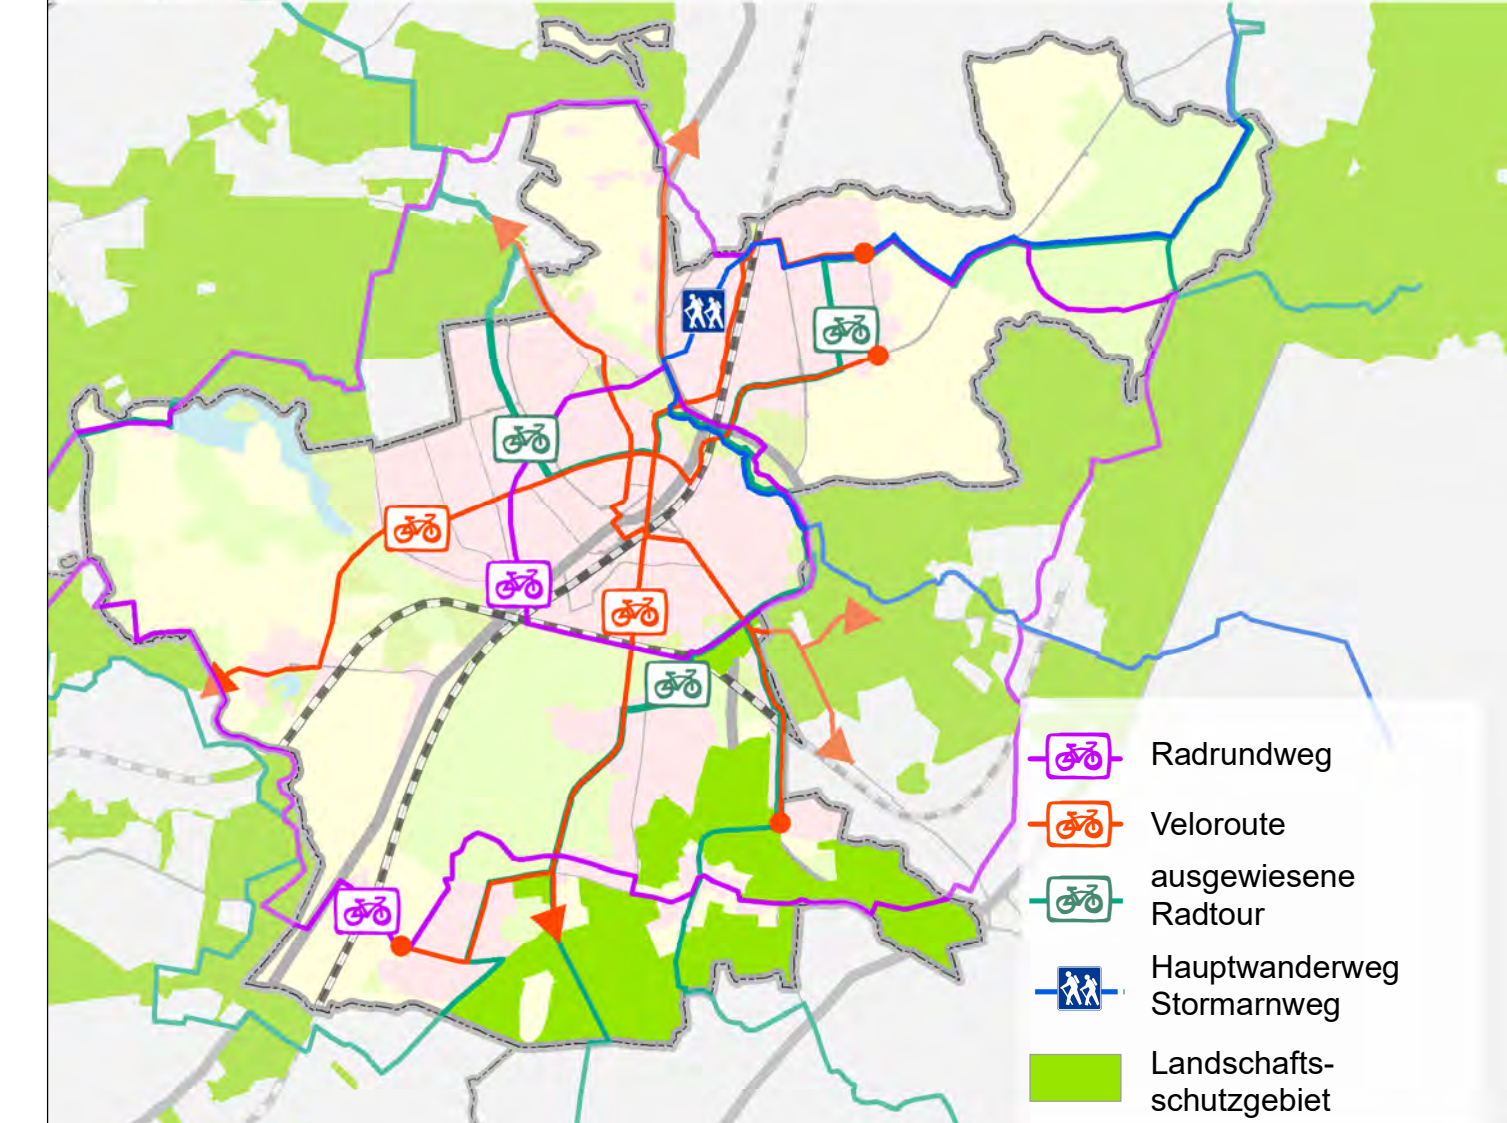 Radrundweg
Veloroute
ausgewiesene
Radtour
Hauptwanderweg
Stormarnweg
Landschafts-
schutzgebiet